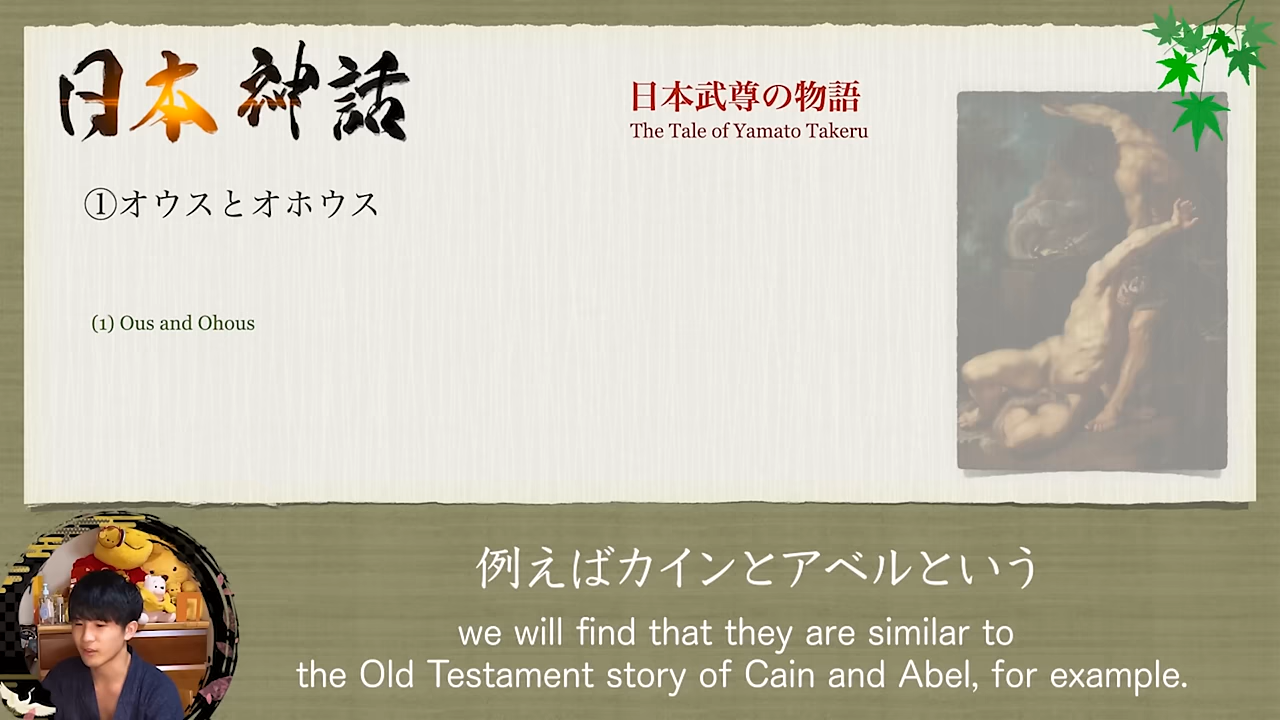 日本神話
日本武尊の物語
The Tale of Yamato Takeru
①オウスとオホウス
(1) Ous and Ohous
例えばカインとアベルという
we will find that they are similar to
the Old Testament story of Cain and Abel, for example.